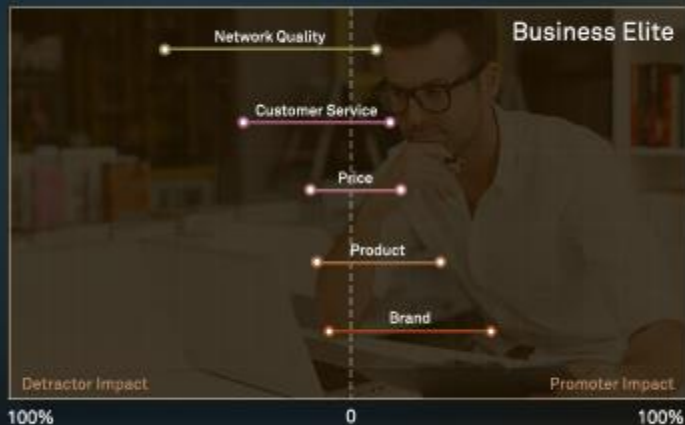 Business Elite
Network Quality
Customer Service
Price
Product
Brand
Detractor Impact
Promoter Impact
100%
0
100%